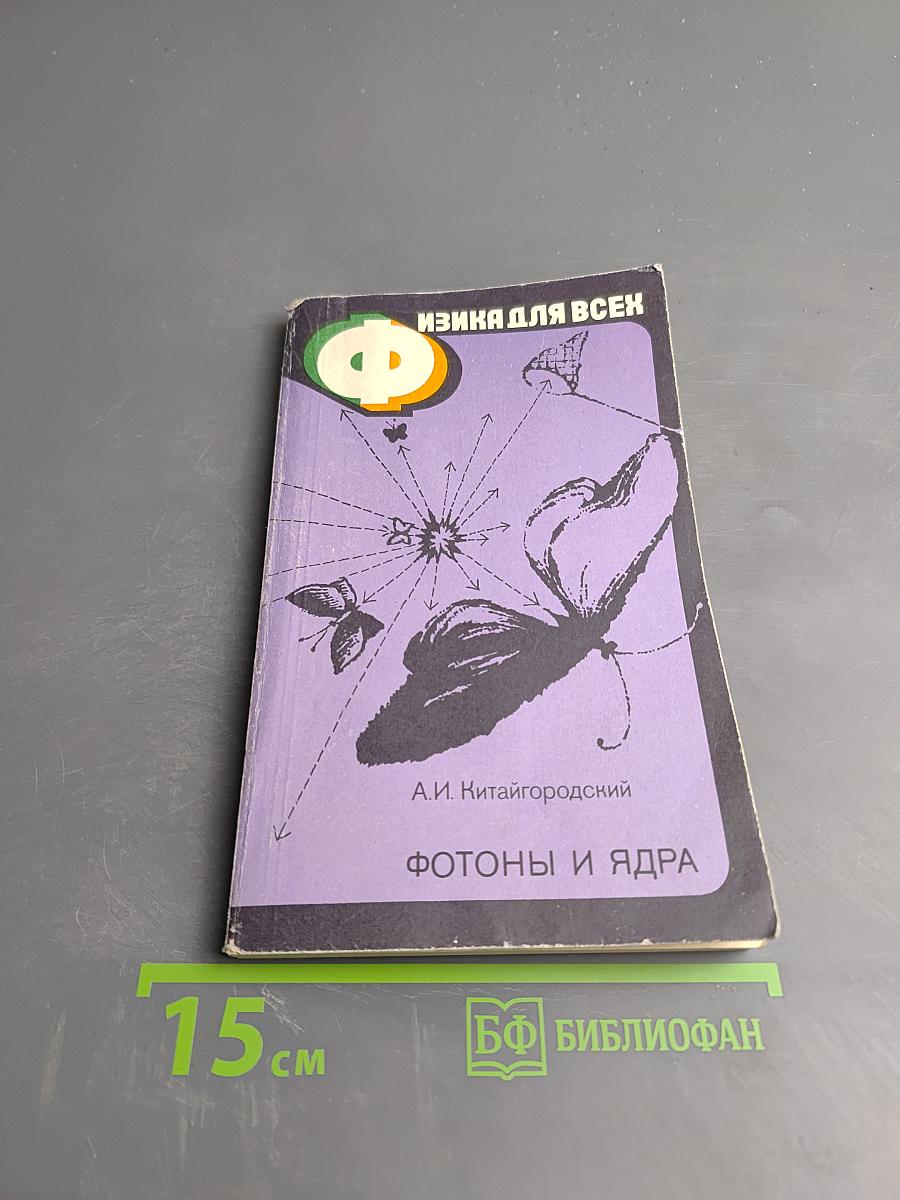 ФИЗИКА ДЛЯ ВСЕХ
А.И. Китайгородский
ФОТОНЫ И ЯДРА
15 см
БФ БИБЛИОФАН